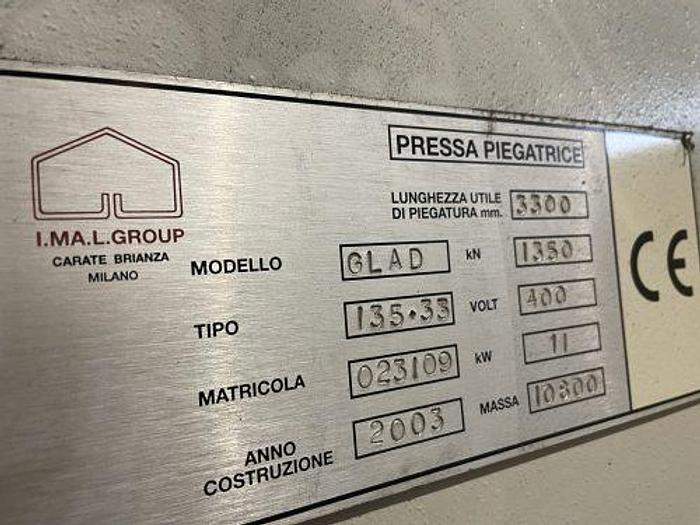 I.MA.L.GROUP
CARATE BRIANZA
MILANO
PRESSA PIEGATRICE
LUNGHEZZA UTILE
DI PIEGATURA mm. 3300
MODELLO GLAD kN 1350
TIPO 135.33 VOLT 400
MATRICOLA 023109 kW 11
ANNO
COSTRUZIONE 2003 MASSA 10800
CE